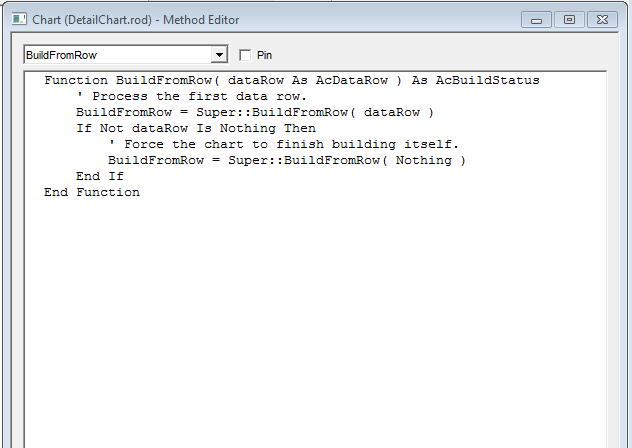 Chart (DetailChart.rod) - Method Editor
BuildFromRow
Pin
Function BuildFromRow( dataRow As AcDataRow ) As AcBuildStatus
' Process the first data row.
BuildFromRow = Super::BuildFromRow( dataRow )
If Not dataRow Is Nothing Then
' Force the chart to finish building itself.
BuildFromRow = Super::BuildFromRow( Nothing )
End If
End Function